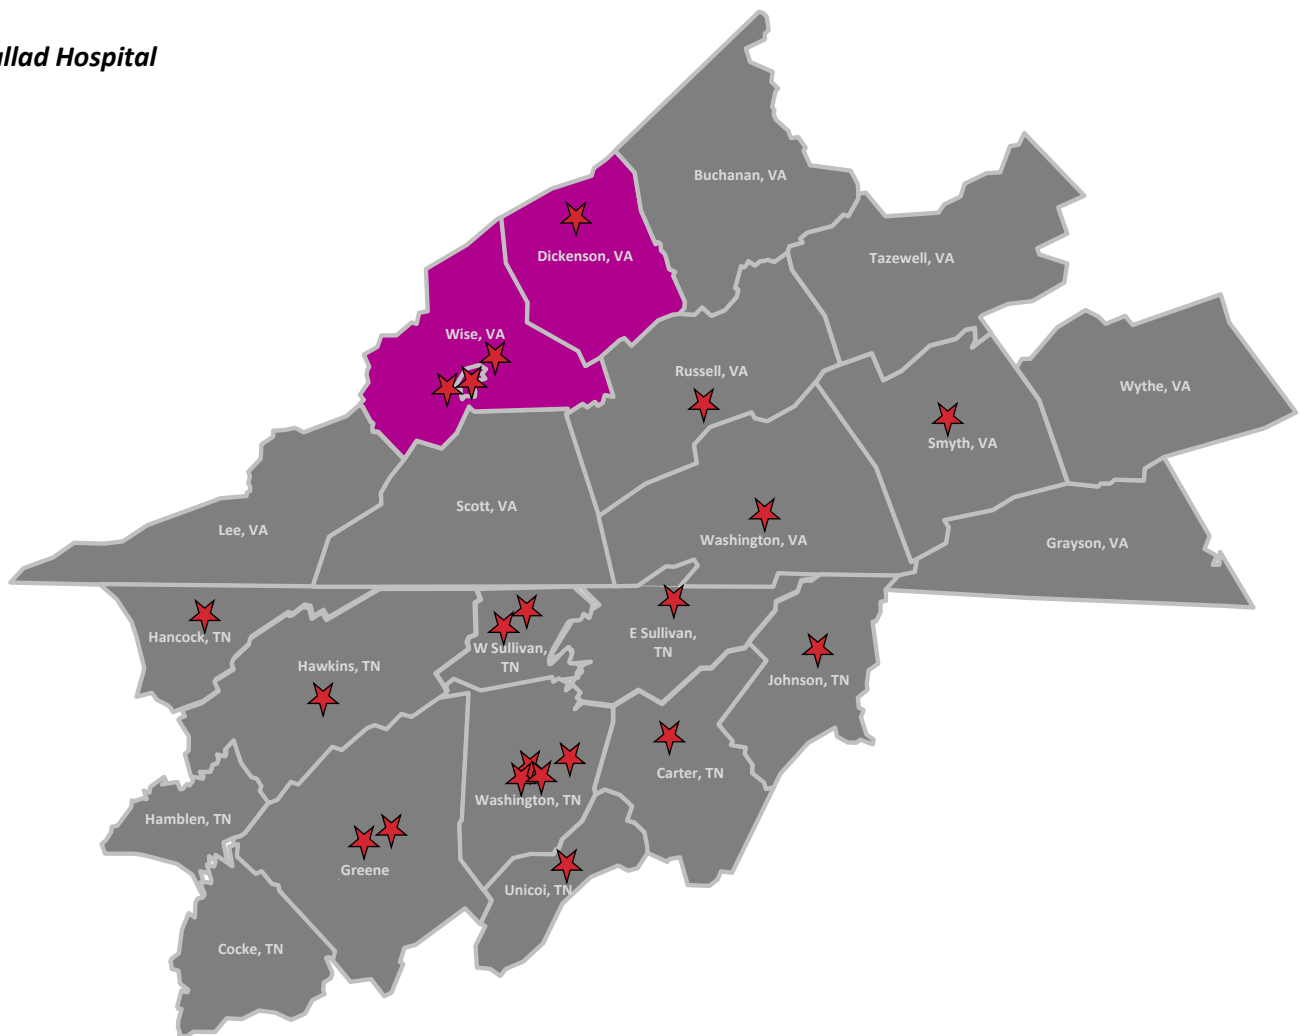 llad Hospital
Buchanan, VA
Dickenson, VA
Tazewell, VA
Wise, VA
Russell, VA
Wythe, VA
Smyth, VA
Scott, VA
Lee, VA
Washington, VA
Grayson, VA
Hancock, TN
W Sullivan,
TN
E Sullivan,
TN
Hawkins, TN
Johnson, TN
Carter, TN
Washington, TN
Hamblen, TN
Greene
Unicoi, TN
Cocke, TN